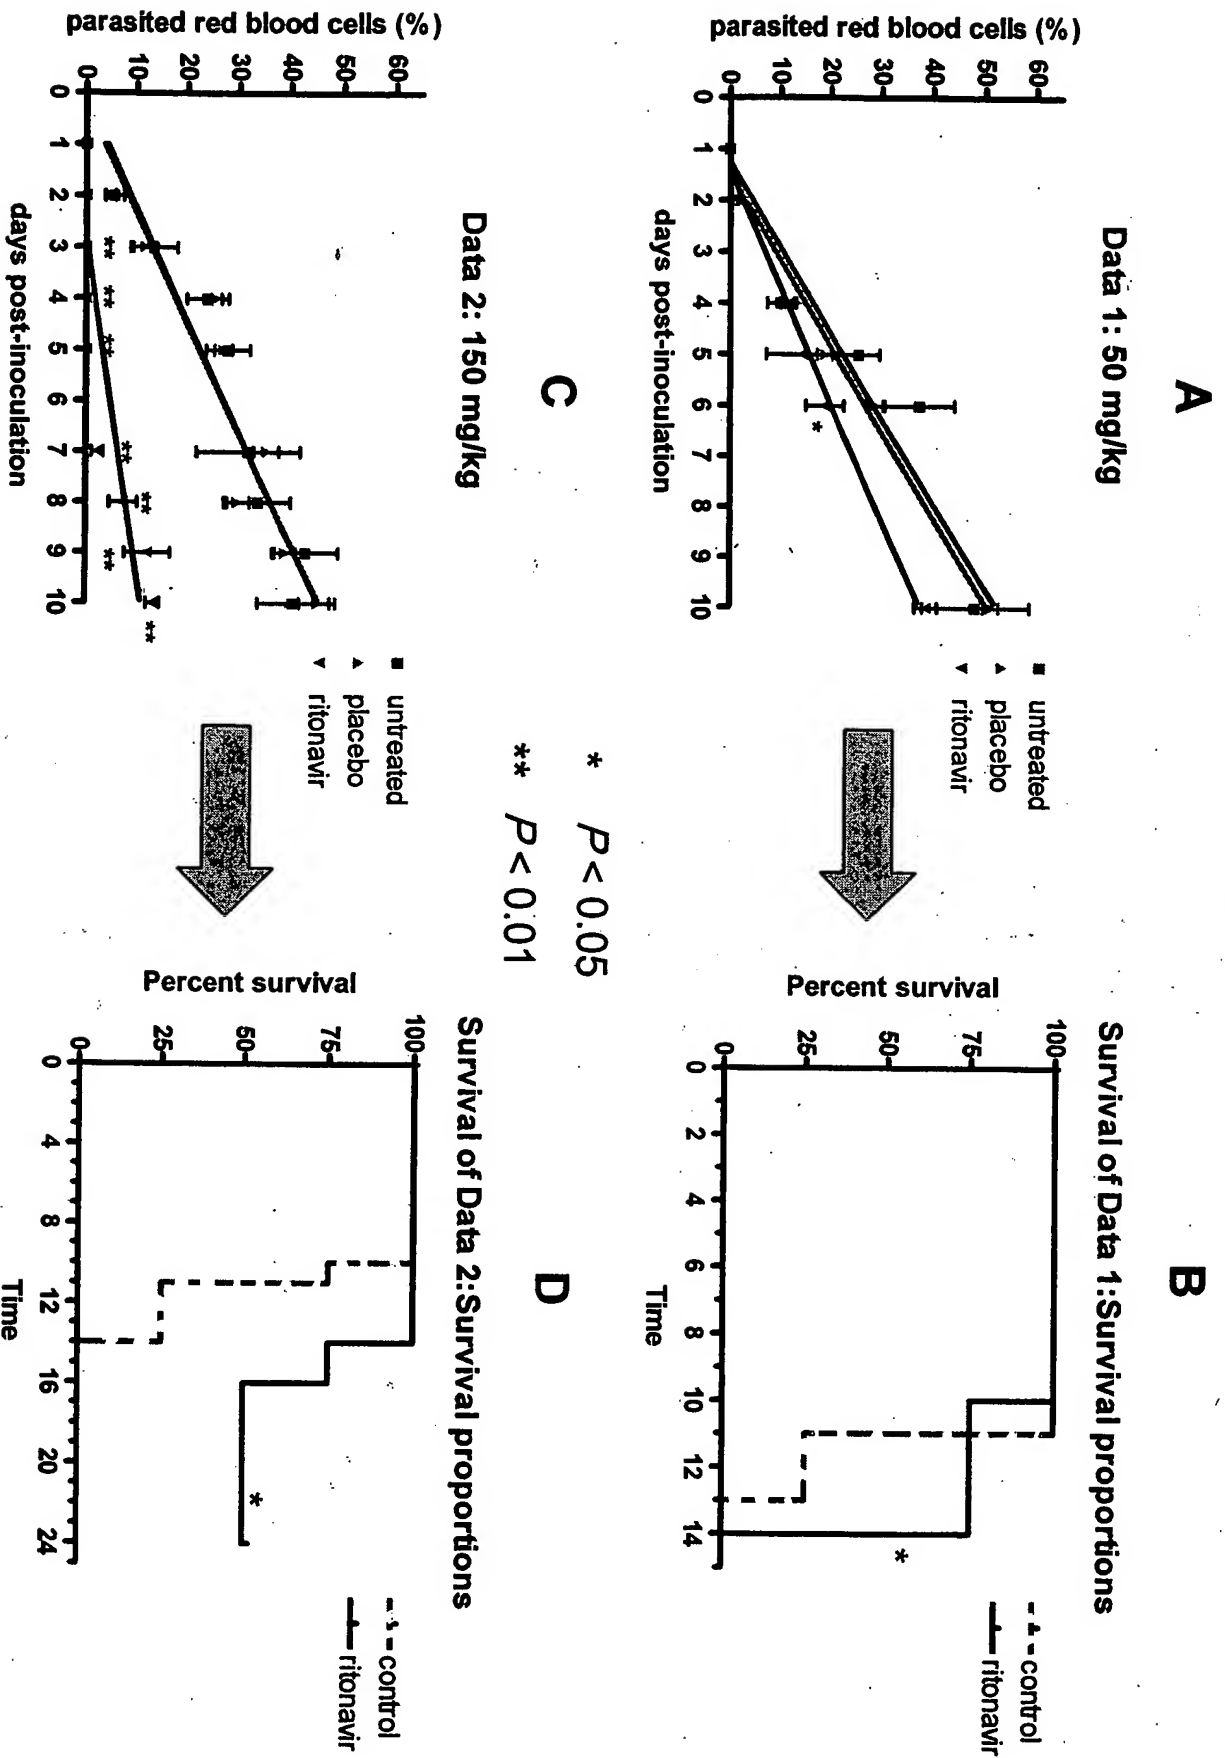 A
Data 1: 50 mg/kg
parasited red blood cells (%)
60
50
40
30
20
10
0
0 1 2 3 4 5 6 7 8 9 10
days post-inoculation
*
untreated
placebo
ritonavir
B
Survival of Data 1:Survival proportions
Percent survival
100
75
50
25
0
0 2 4 6 8 10 12 14
Time
*
control
ritonavir
* P < 0.05
** P < 0.01
C
Data 2: 150 mg/kg
parasited red blood cells (%)
60
50
40
30
20
10
0
0 1 2 3 4 5 6 7 8 9 10
days post-inoculation
** ** ** ** ** ** **
untreated
placebo
ritonavir
D
Survival of Data 2:Survival proportions
Percent survival
100
75
50
25
0
0 4 8 12 16 20 24
Time
*
control
ritonavir